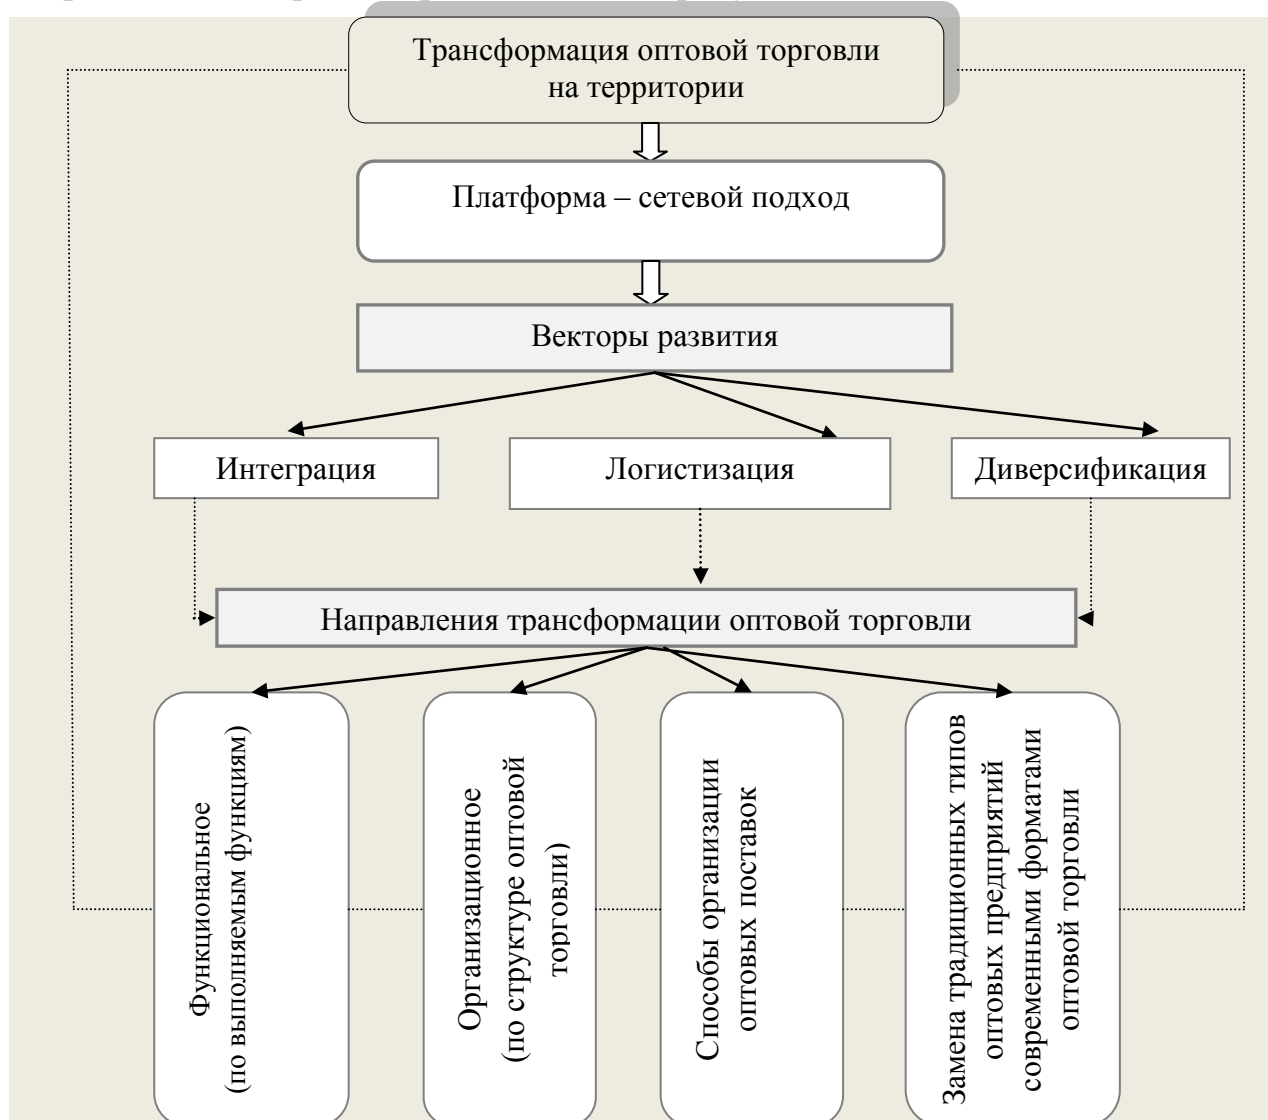 Трансформация оптовой торговли
на территории
Платформа – сетевой подход
Векторы развития
Интеграция
Логистизация
Диверсификация
Направления трансформации оптовой торговли
Функциональное
(по выполняемым функциям)
Организационное
(по структуре оптовой
торговли)
Способы организации
оптовых поставок
Замена традиционных типов
оптовых предприятий
современными форматами
оптовой торговли